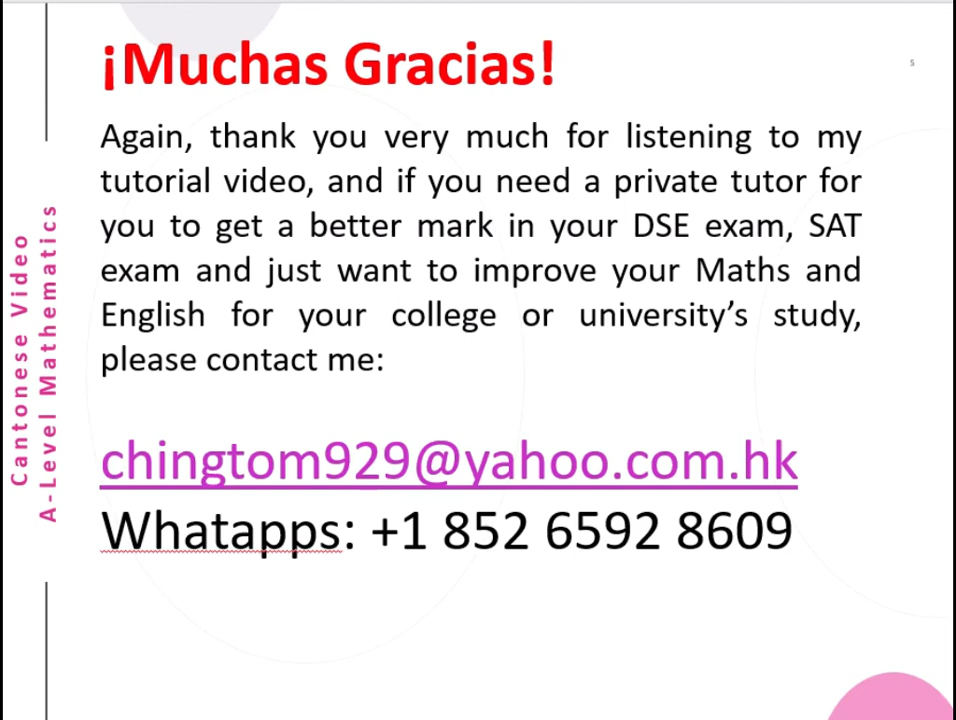 ¡Muchas Gracias!
5
Again, thank you very much for listening to my
tutorial video, and if you need a private tutor for
you to get a better mark in your DSE exam, SAT
exam and just want to improve your Maths and
English for your college or university’s study,
please contact me:
chingtom929@yahoo.com.hk
Whatapps: +1 852 6592 8609
Cantonese Video
A-Level Mathematics